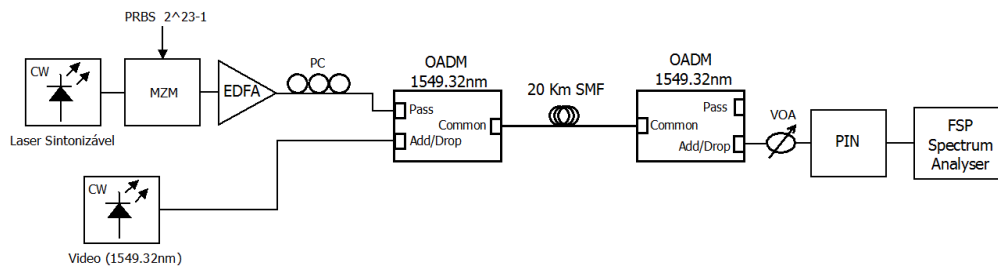 PRBS 2^23-1
CW
Laser Sintonizável
MZM
EDFA
PC
OADM
1549.32nm
Pass
Common
Add/Drop
20 Km SMF
OADM
1549.32nm
Pass
Common
Add/Drop
VOA
PIN
FSP
Spectrum
Analyser
CW
Video (1549.32nm)